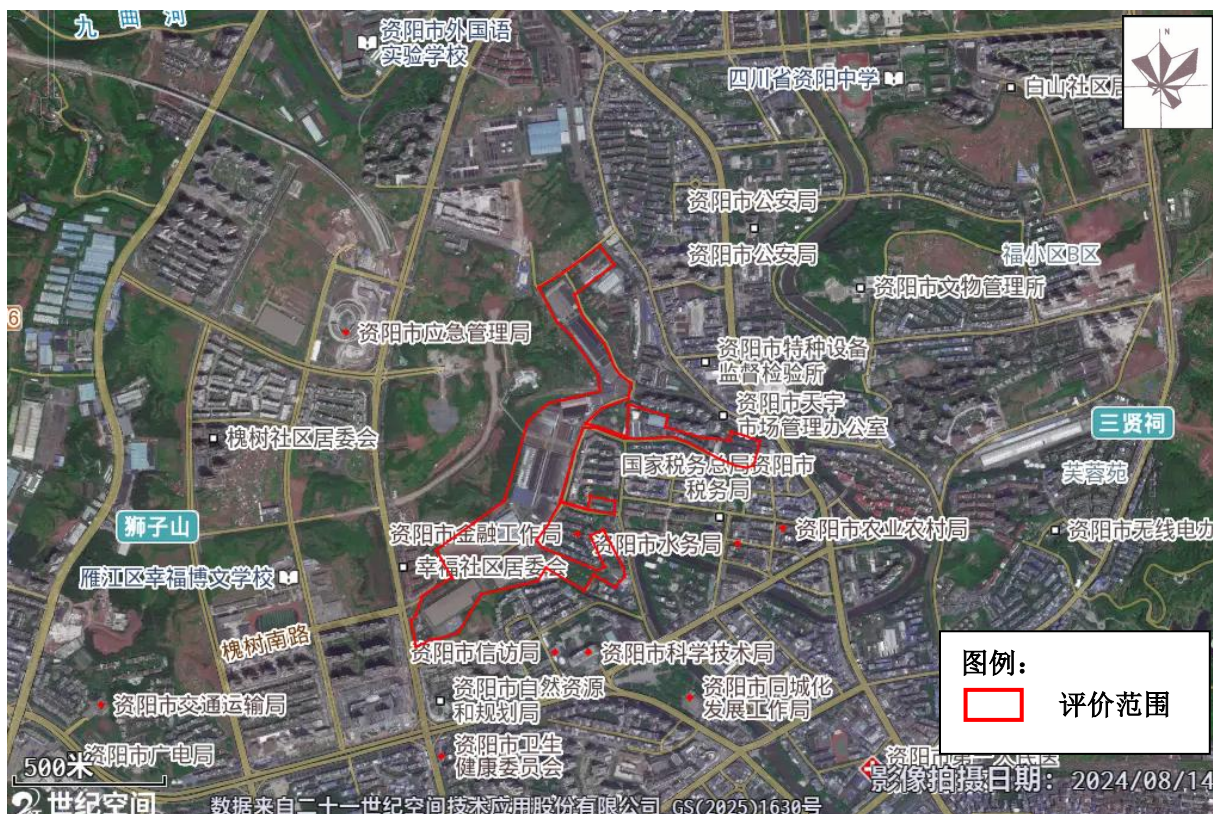 九曲河
资阳市外国语
实验学校
四川省资阳中学
白山社区居
N
资阳市公安局
资阳市公安局
福小区B区
资阳市文物管理所
6
资阳市应急管理局
资阳市特种设备
监督检验所
资阳市天宇
市场管理办公室
槐树社区居委会
三贤祠
国家税务总局资阳市
税务局
芙蓉苑
狮子山
资阳市金融工作局
资阳市水务局
资阳市农业农村局
资阳市无线电办
幸福社区居委会
雁江区幸福博文学校
槐树南路
资阳市信访局
资阳市科学技术局
图例：
评价范围
资阳市自然资源
和规划局
资阳市同城化
发展工作局
资阳市交通运输局
资阳市广电局
资阳市卫生
健康委员会
500米
影像拍摄日期：2024/08/14
世纪空间
数据来自二十一世纪空间技术应用股份有限公司 GS(2025)1630号